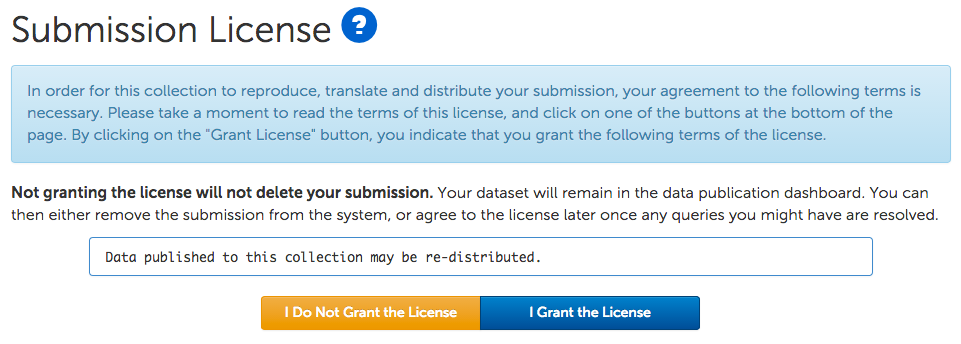 Submission License ?
In order for this collection to reproduce, translate and distribute your submission, your agreement to the following terms is
necessary. Please take a moment to read the terms of this license, and click on one of the buttons at the bottom of the
page. By clicking on the "Grant License" button, you indicate that you grant the following terms of the license.
Not granting the license will not delete your submission. Your dataset will remain in the data publication dashboard. You can
then either remove the submission from the system, or agree to the license later once any queries you might have are resolved.
Data published to this collection may be re-distributed.
I Do Not Grant the License I Grant the License